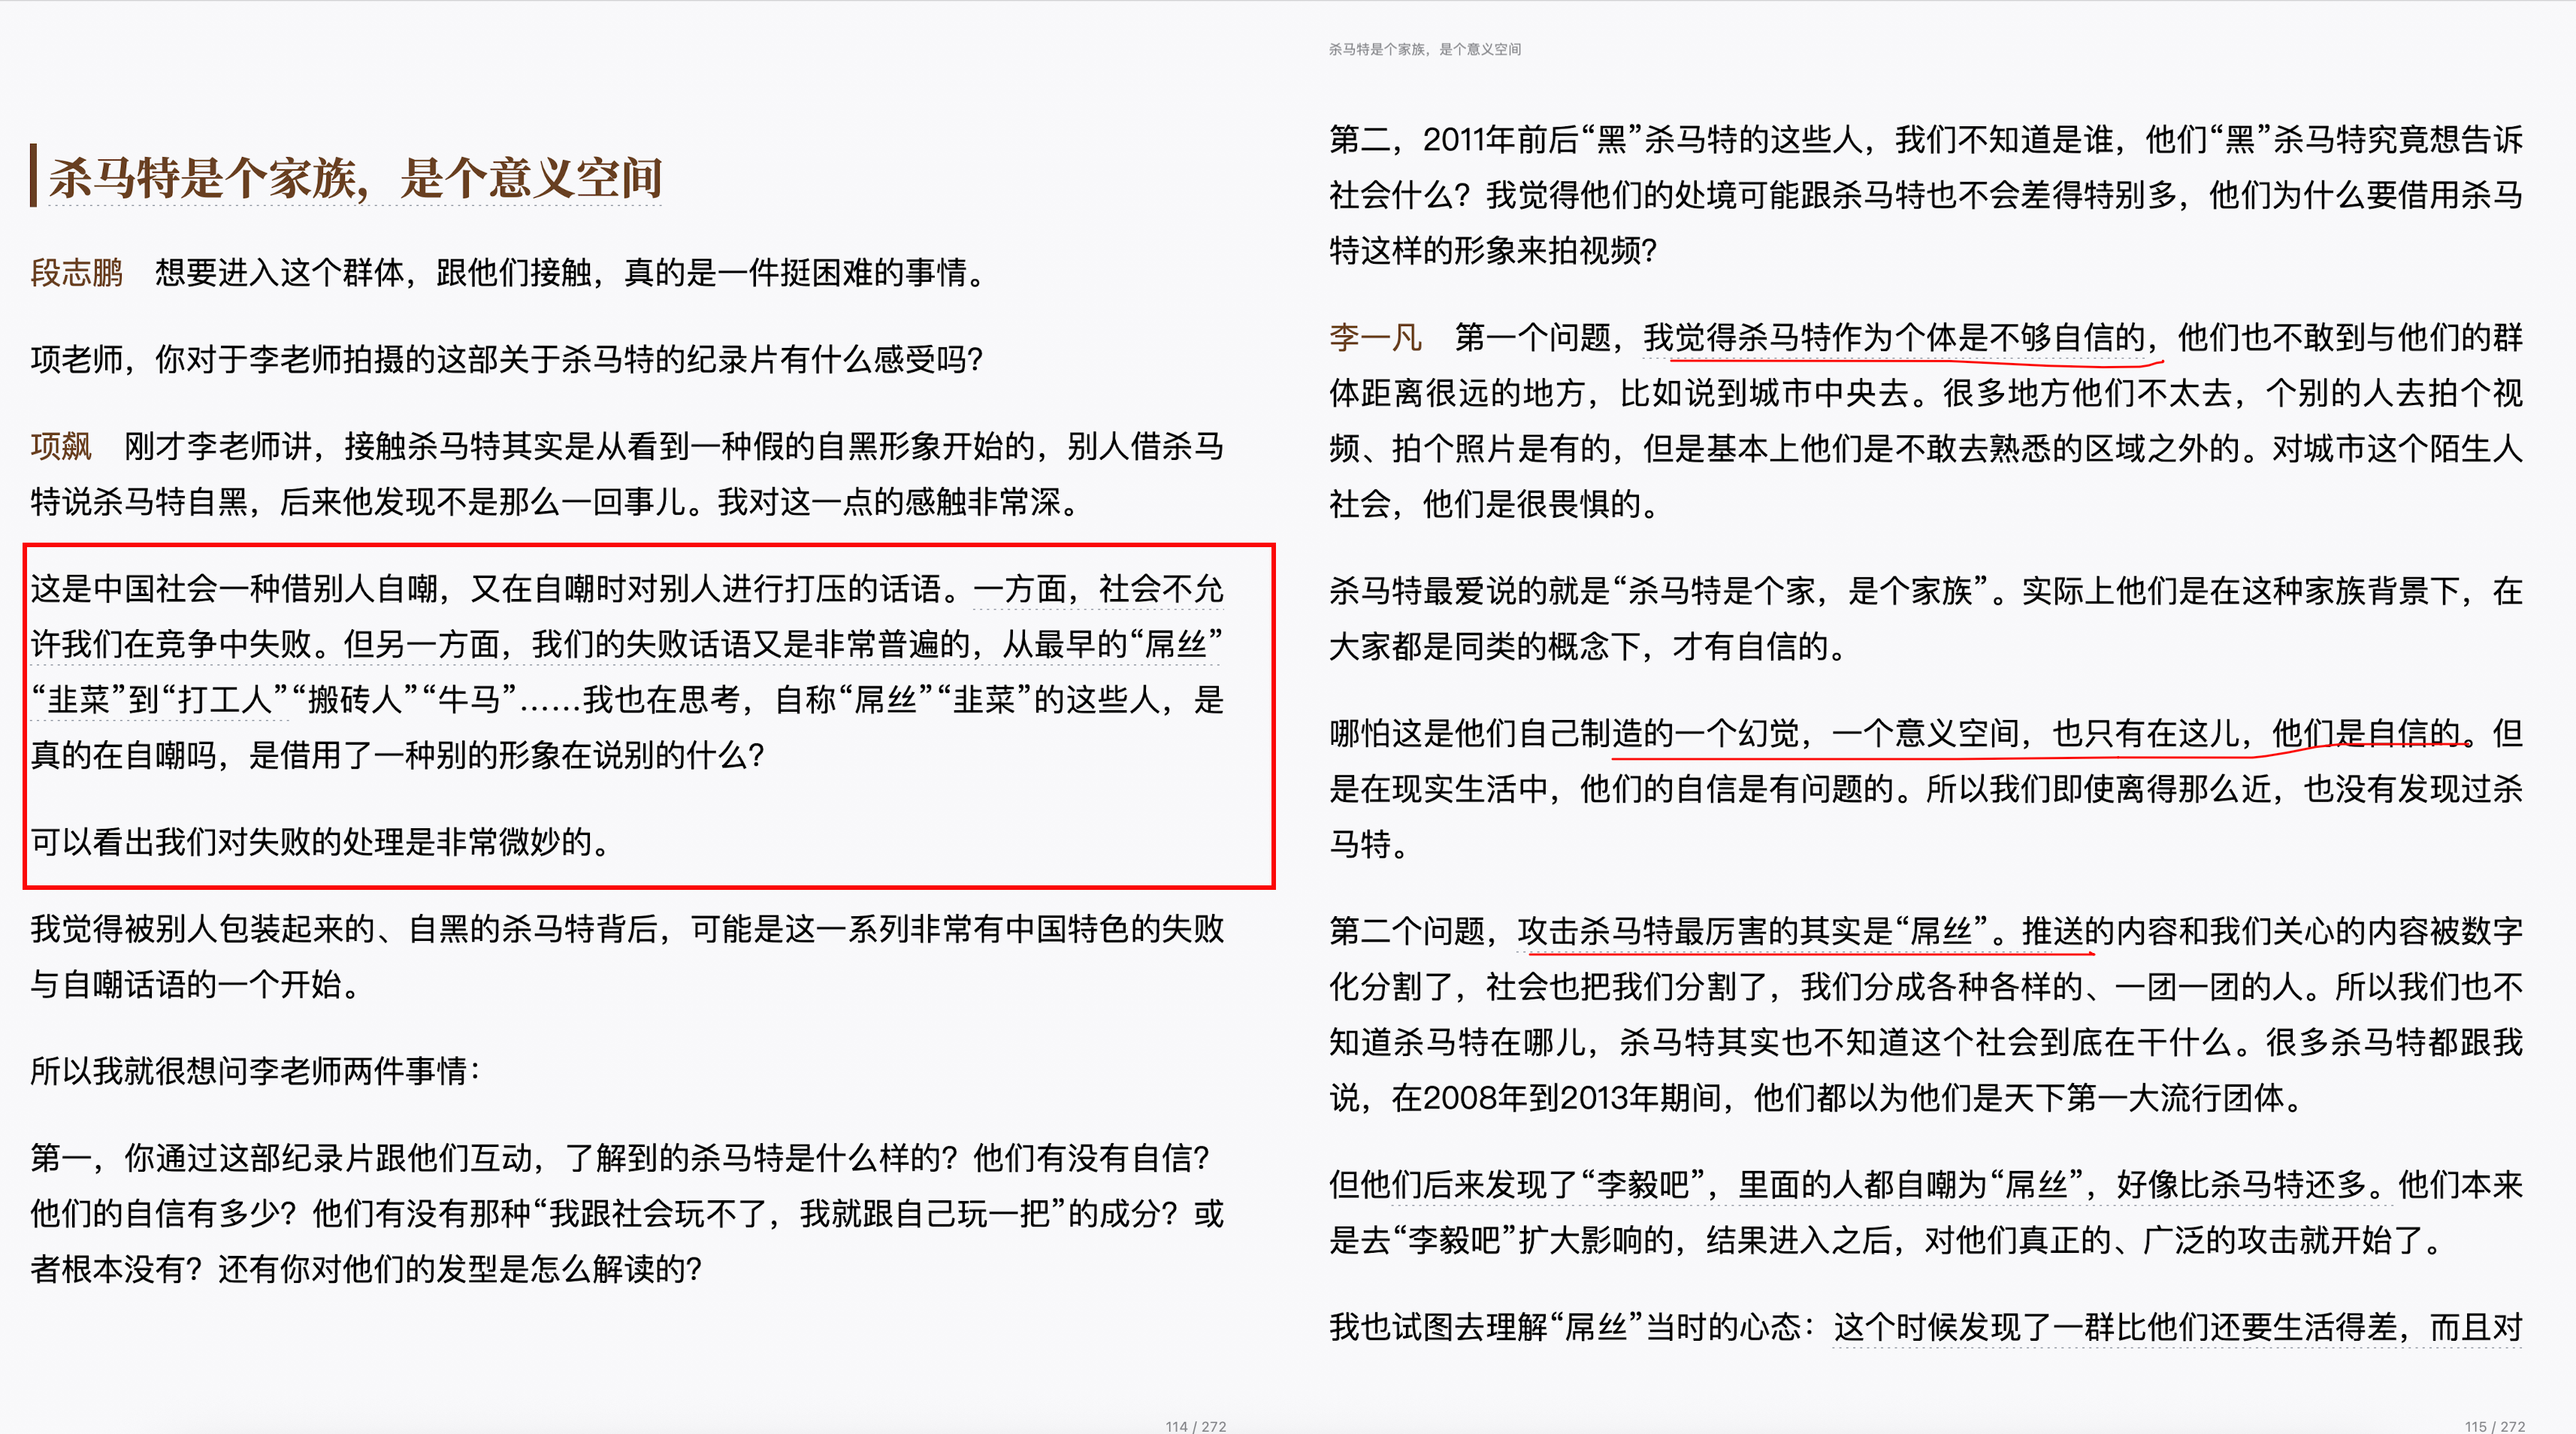 杀马特是个家族，是个意义空间
段志鹏　想要进入这个群体，跟他们接触，真的是一件挺困难的事情。
项老师，你对于李老师拍摄的这部关于杀马特的纪录片有什么感受吗？
项飙　刚才李老师讲，接触杀马特其实是从看到一种假的自黑形象开始的，别人借杀马
特说杀马特自黑，后来他发现不是那么一回事儿。我对这一点的感触非常深。
这是中国社会一种借别人自嘲，又在自嘲时对别人进行打压的话语。一方面，社会不允
许我们在竞争中失败。但另一方面，我们的失败话语又是非常普遍的，从最早的“屌丝”
“韭菜”到“打工人”“搬砖人”“牛马”……我也在思考，自称“屌丝”“韭菜”的这些人，是
真的在自嘲吗，是借用了一种别的形象在说别的什么？
可以看出我们对失败的处理是非常微妙的。
我觉得被别人包装起来的、自黑的杀马特背后，可能是这一系列非常有中国特色的失败
与自嘲话语的一个开始。
所以我就很想问李老师两件事情：
第一，你通过这部纪录片跟他们互动，了解到的杀马特是什么样的？他们有没有自信？
他们的自信有多少？他们有没有那种“我跟社会玩不了，我就跟自己玩一把”的成分？或
者根本没有？还有你对他们的发型是怎么解读的？
114 / 272
杀马特是个家族，是个意义空间
第二，2011年前后“黑”杀马特的这些人，我们不知道是谁，他们“黑”杀马特究竟想告诉
社会什么？我觉得他们的处境可能跟杀马特也不会差得特别多，他们为什么要借用杀马
特这样的形象来拍视频？
李一凡　第一个问题，我觉得杀马特作为个体是不够自信的，他们也不敢到与他们的群
体距离很远的地方，比如说到城市中央去。很多地方他们不太去，个别的人去拍个视
频、拍个照片是有的，但是基本上他们是不敢去熟悉的区域之外的。对城市这个陌生人
社会，他们是很畏惧的。
杀马特最爱说的就是“杀马特是个家，是个家族”。实际上他们是在这种家族背景下，在
大家都是同类的概念下，才有自信的。
哪怕这是他们自己制造的一个幻觉，一个意义空间，也只有在这儿，他们是自信的。但
是在现实生活中，他们的自信是有问题的。所以我们即使离得那么近，也没有发现过杀
马特。
第二个问题，攻击杀马特最厉害的其实是“屌丝”。推送的内容和我们关心的内容被数字
化分割了，社会也把我们分割了，我们分成各种各样的、一团一团的人。所以我们也不
知道杀马特在哪儿，杀马特其实也不知道这个社会到底在干什么。很多杀马特都跟我
说，在2008年到2013年期间，他们都以为他们是天下第一大流行团体。
但他们后来发现了“李毅吧”，里面的人都自嘲为“屌丝”，好像比杀马特还多。他们本来
是去“李毅吧”扩大影响的，结果进入之后，对他们真正的、广泛的攻击就开始了。
我也试图去理解“屌丝”当时的心态：这个时候发现了一群比他们还要生活得差，而且对
115 / 272